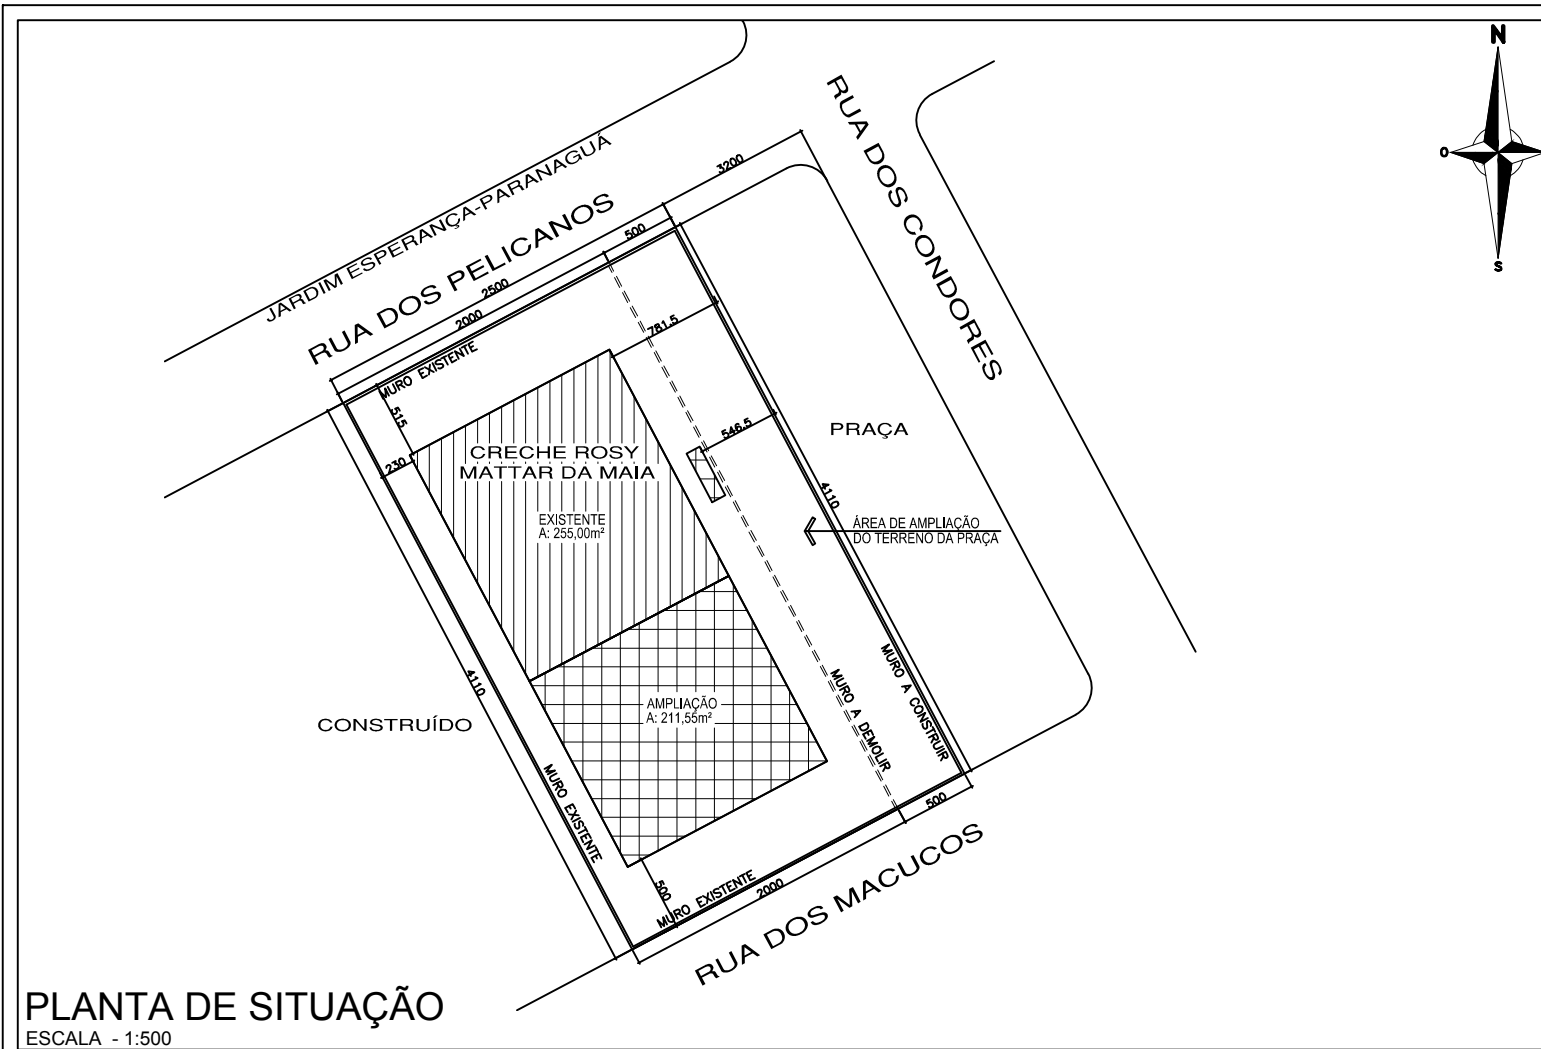 N
O
S
RUA DOS CONDORES
JARDIM ESPERANÇA-PARANAGUÁ
RUA DOS PELICANOS
3200
500
2500
2000
MURO EXISTENTE
781.5
515
230
546.5
PRAÇA
CRECHE ROSY
MATTAR DA MAIA
EXISTENTE
A: 255,00m²
4110
ÁREA DE AMPLIAÇÃO
DO TERRENO DA PRAÇA
4110
CONSTRUÍDO
AMPLIAÇÃO
A: 211,55m²
MURO A DEMOLIR
MURO A CONSTRUIR
MURO EXISTENTE
500
500
MURO EXISTENTE
2000
RUA DOS MACUCOS
PLANTA DE SITUAÇÃO
ESCALA - 1:500